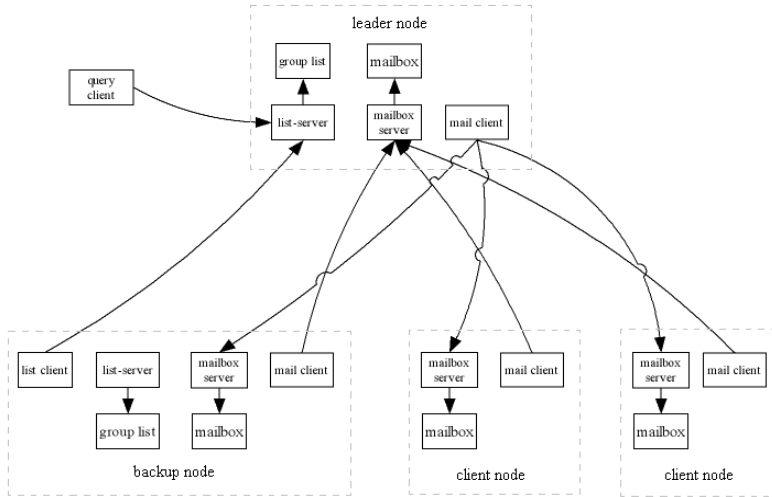 leader node
group list
mailbox
query
client
list-server
mailbox
server
mail client
list client
list-server
mailbox
server
mail client
group list
mailbox
backup node
mailbox
server
mail client
mailbox
client node
mailbox
server
mail client
mailbox
client node